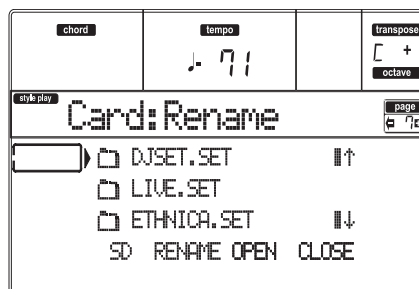 chord tempo transpose
♩- 71 [ +
octave
style play Card:Rename page
7
DJSET.SET
LIVE.SET
ETHNICA.SET
SD RENAME OPEN CLOSE